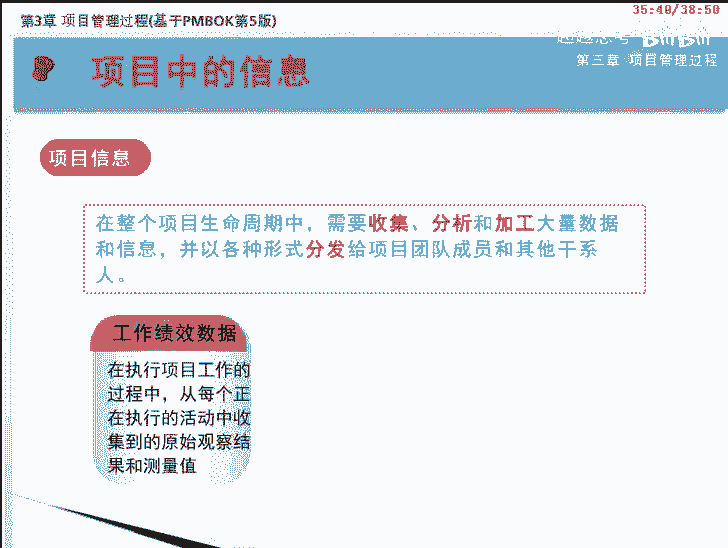 第3章 项目管理过程(基于PMBOK第5版)
35:40/38:50
bilibili
第三章 项目管理过程
项目中的信息
项目信息
在整个项目生命周期中，需要收集、分析和加工大量数据
和信息，并以各种形式分发给项目团队成员和其他干系
人。
工作绩效数据
在执行项目工作的
过程中，从每个正
在执行的活动中收
集到的原始观察结
果和测量值